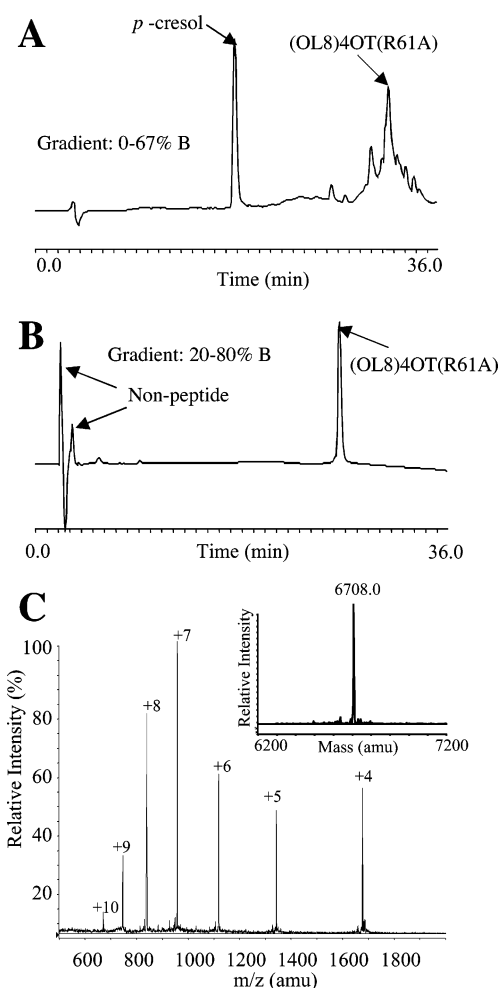 A
p -cresol
(OL8)4OT(R61A)
Gradient: 0-67% B
0.0
36.0
Time (min)
B
Gradient: 20-80% B
(OL8)4OT(R61A)
Non-peptide
0.0
Time (min)
36.0
C
6708.0
Relative Intensity
6200
Mass (amu)
7200
100
80
60
40
20
Relative Intensity (%)
+10
+9
+8
+7
+6
+5
+4
600
800
1000
1200
1400
1600
1800
m/z (amu)